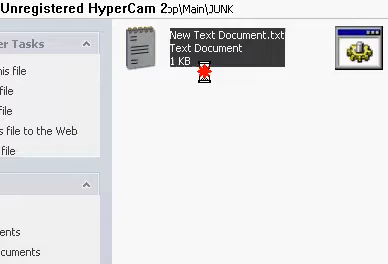 Unregistered HyperCam 2op\Main\JUNK
er Tasks
New Text Document.txt
Text Document
1 KB
his file
file
file
s file to the Web
file
ents
cuments